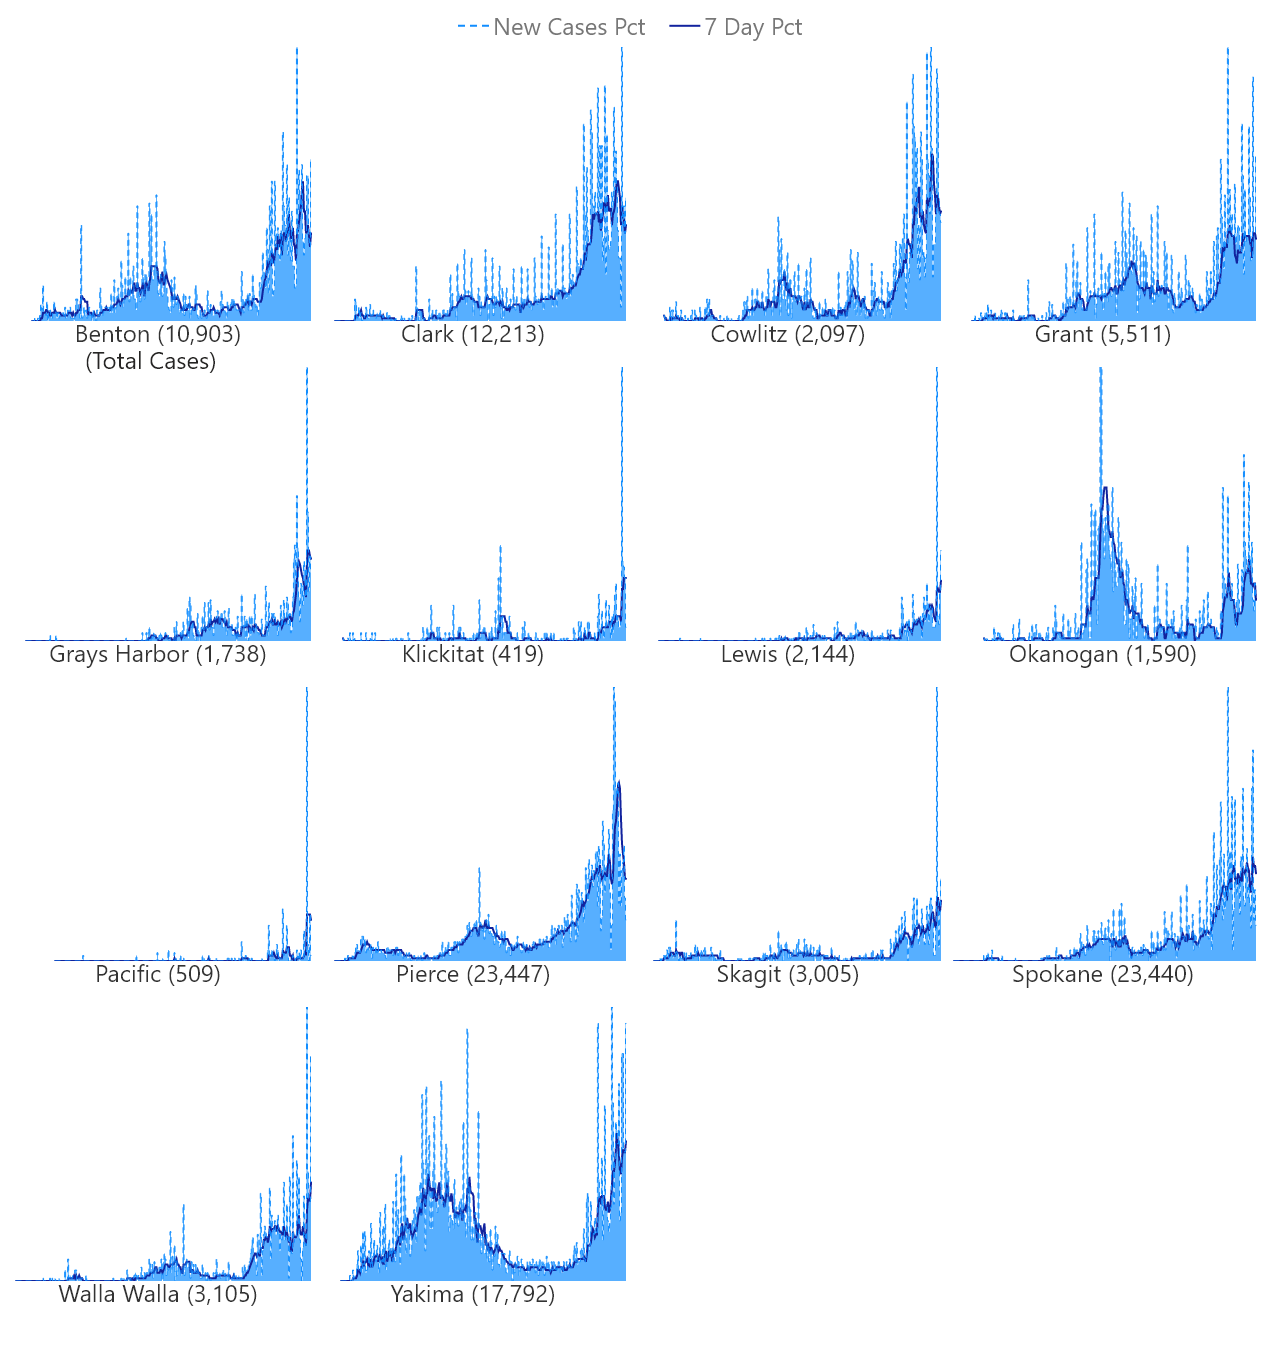 New Cases Pct 7 Day Pct
Benton (10,903)
(Total Cases)
Clark (12,213)
Cowlitz (2,097)
Grant (5,511)
Grays Harbor (1,738)
Klickitat (419)
Lewis (2,144)
Okanogan (1,590)
Pacific (509)
Pierce (23,447)
Skagit (3,005)
Spokane (23,440)
Walla Walla (3,105)
Yakima (17,792)